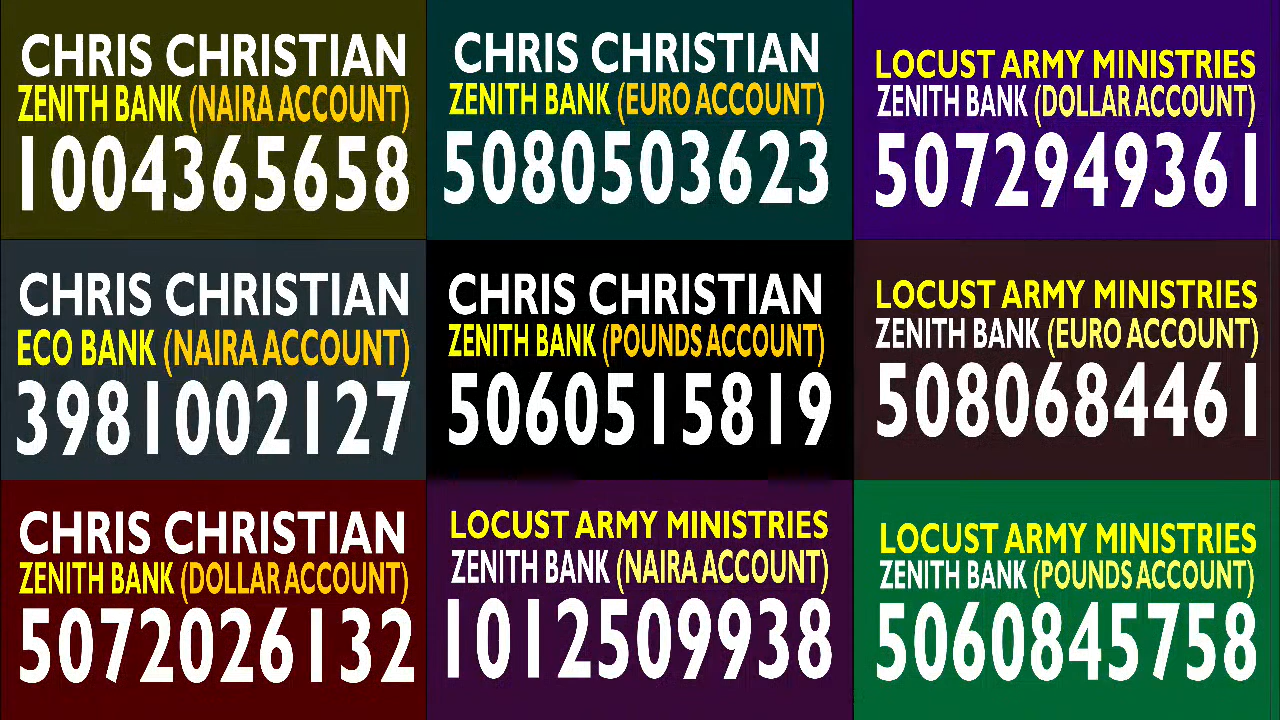 CHRIS CHRISTIAN
ZENITH BANK (NAIRA ACCOUNT)
1004365658
CHRIS CHRISTIAN
ZENITH BANK (EURO ACCOUNT)
5080503623
LOCUST ARMY MINISTRIES
ZENITH BANK (DOLLAR ACCOUNT)
5072949361
CHRIS CHRISTIAN
ECO BANK (NAIRA ACCOUNT)
3981002127
CHRIS CHRISTIAN
ZENITH BANK (POUNDS ACCOUNT)
5060515819
LOCUST ARMY MINISTRIES
ZENITH BANK (EURO ACCOUNT)
5080684461
CHRIS CHRISTIAN
ZENITH BANK (DOLLAR ACCOUNT)
5072026132
LOCUST ARMY MINISTRIES
ZENITH BANK (NAIRA ACCOUNT)
1012509938
LOCUST ARMY MINISTRIES
ZENITH BANK (POUNDS ACCOUNT)
5060845758